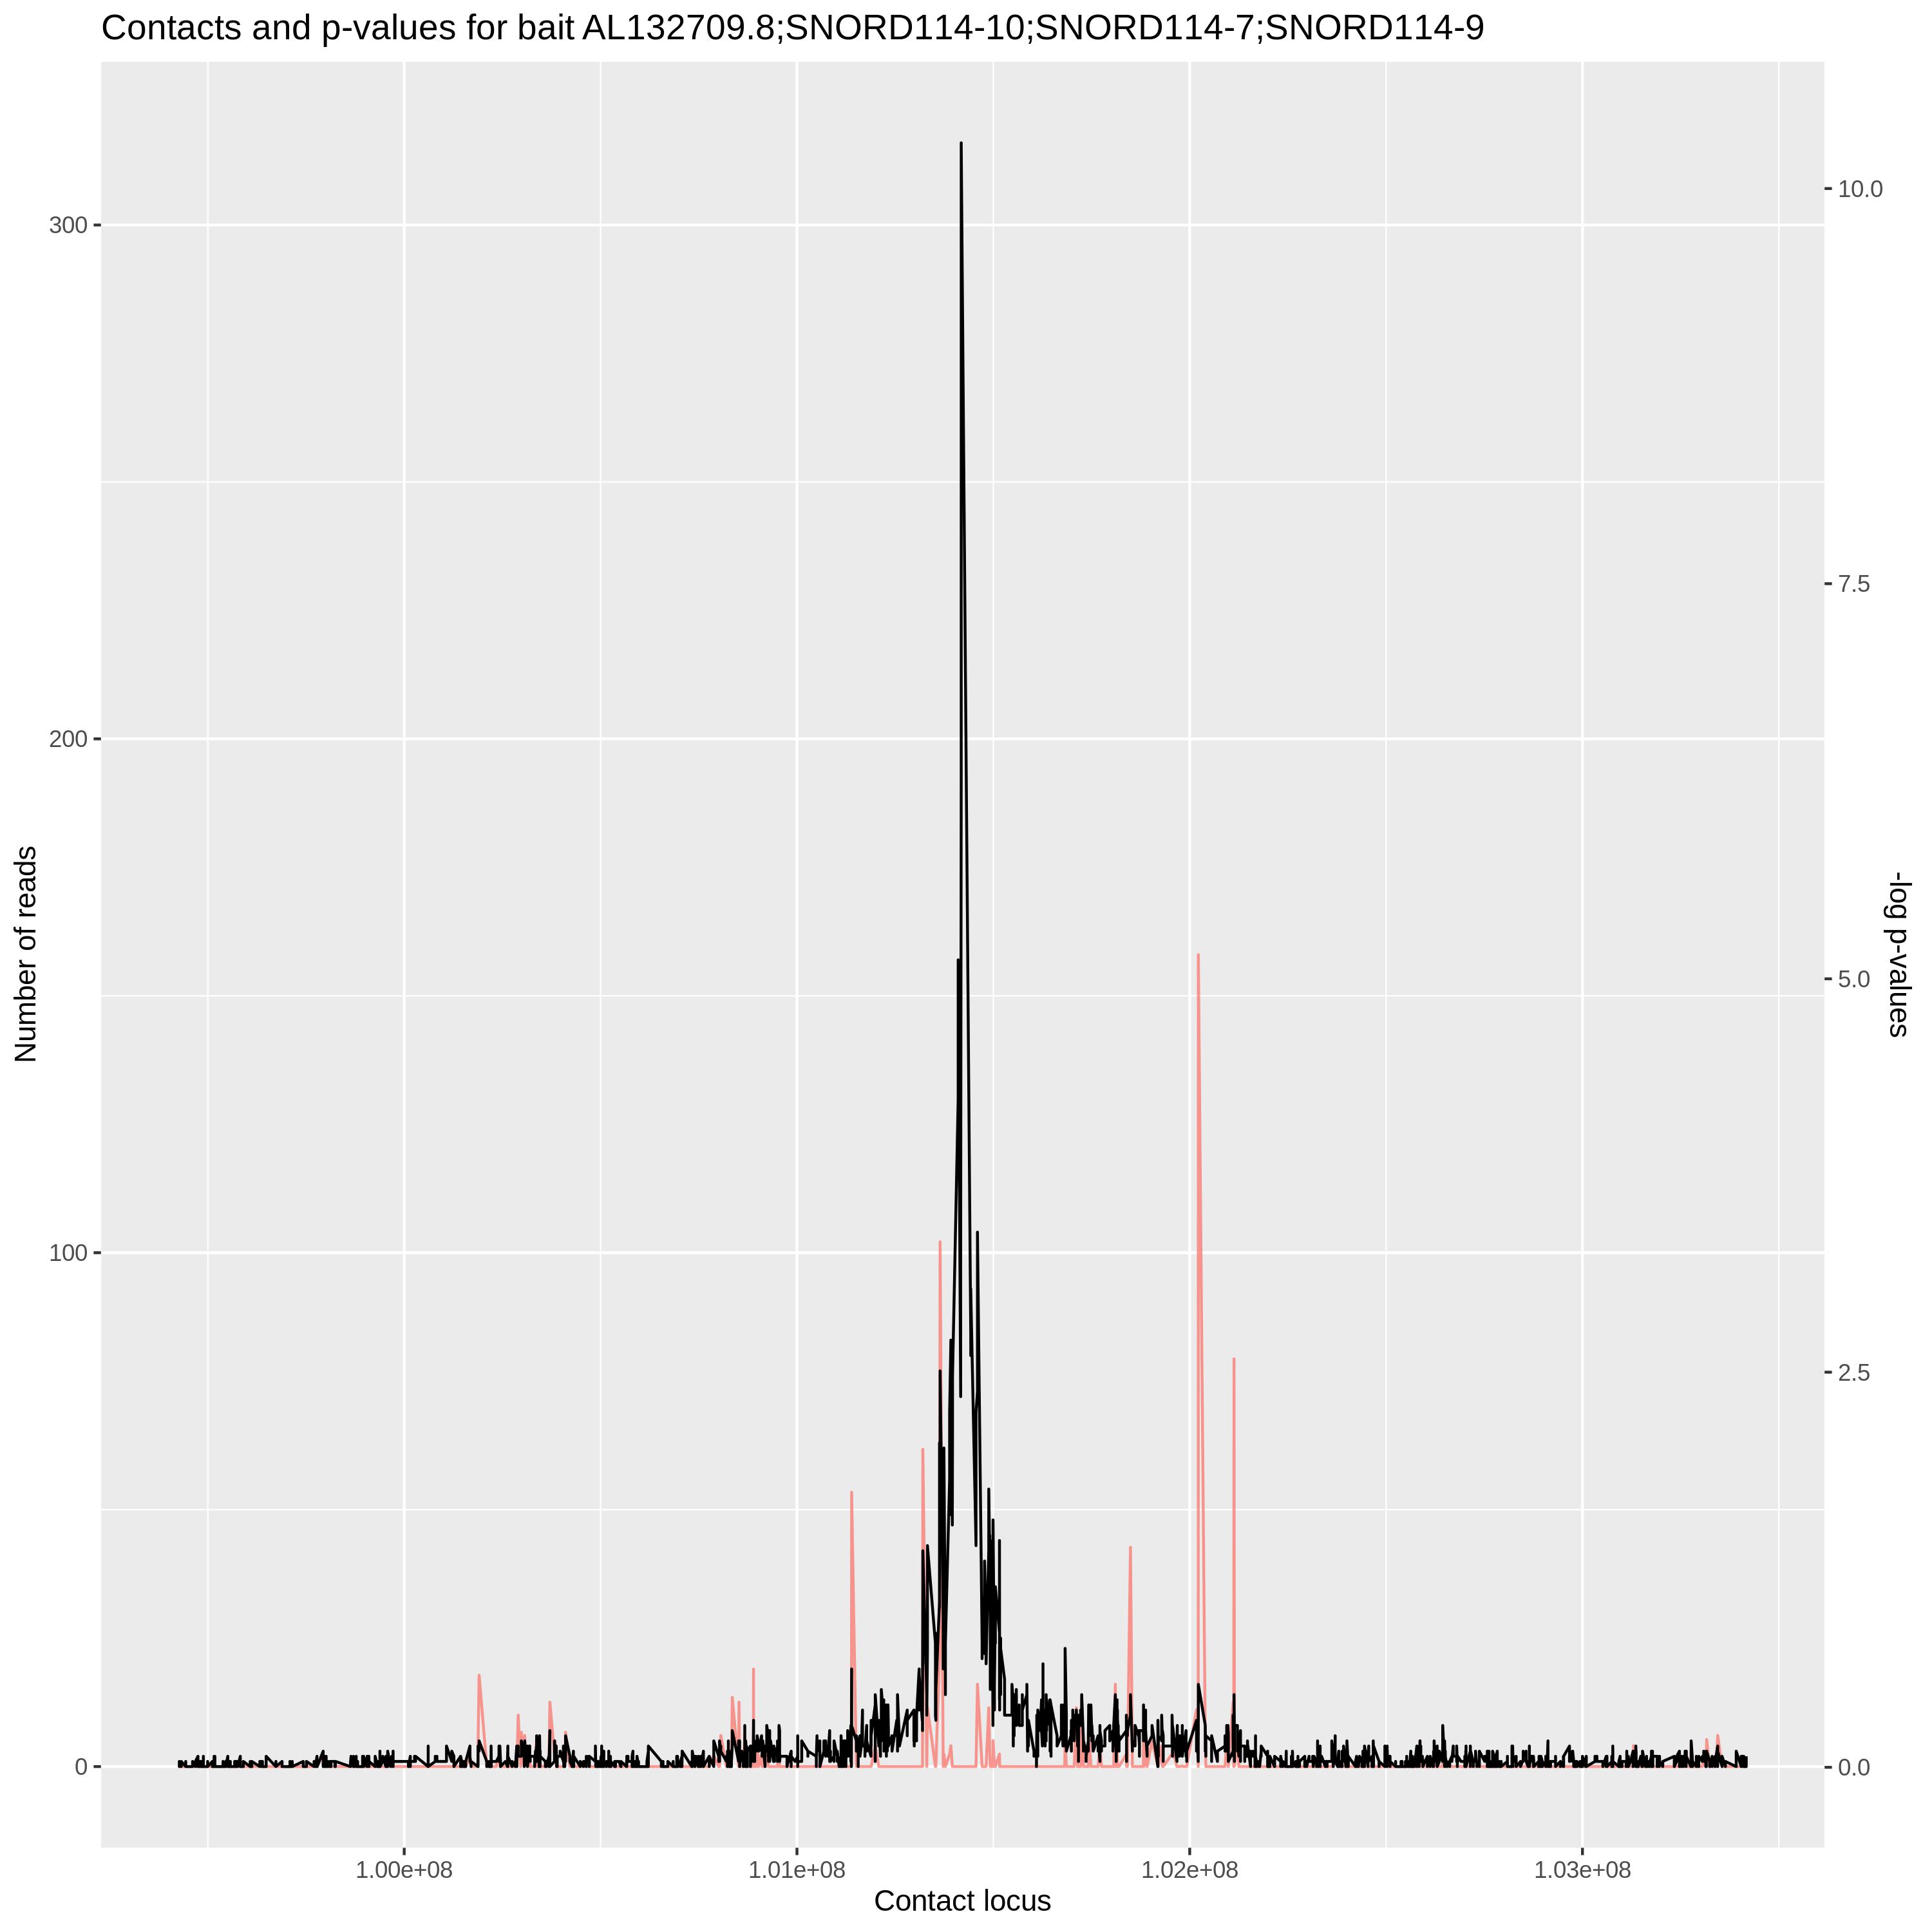 Contacts and p-values for bait AL132709.8;SNORD114-10;SNORD114-7;SNORD114-9
300
200
100
0
10.0
7.5
5.0
2.5
0.0
Number of reads
-log p-values
1.00e+08
1.01e+08
1.02e+08
1.03e+08
Contact locus